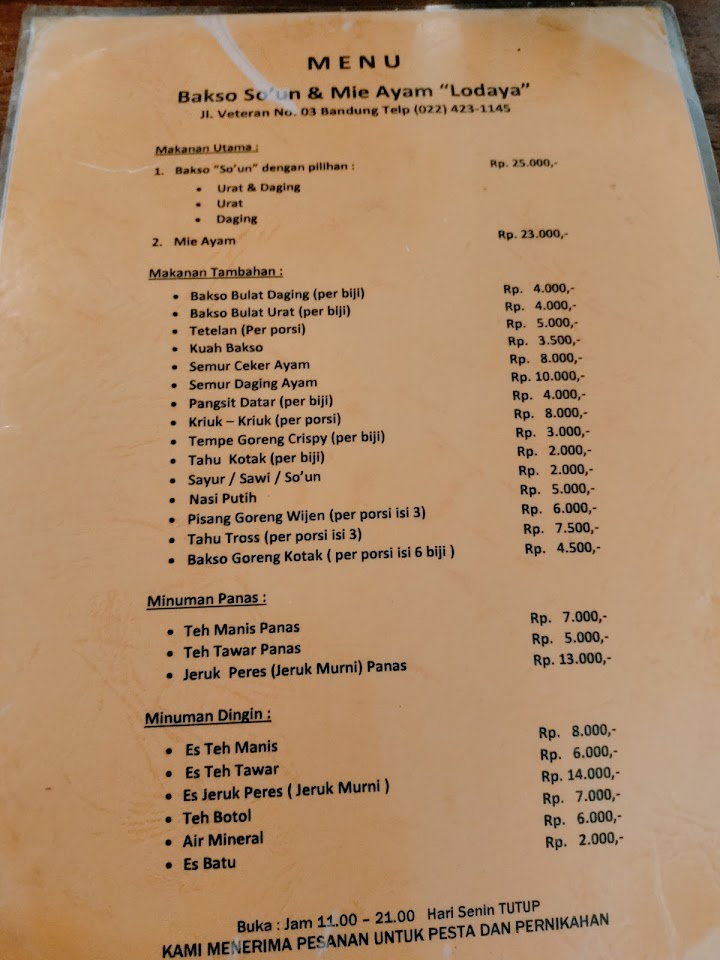 MENU
Bakso So'un & Mie Ayam "Lodaya"
Jl. Veteran No. 03 Bandung Telp (022) 423-1145
Makanan Utama :
1. Bakso "So'un" dengan pilihan : Rp. 25.000,-
• Urat & Daging
• Urat
• Daging
2. Mie Ayam Rp. 23.000,-
Makanan Tambahan :
• Bakso Bulat Daging (per biji) Rp. 4.000,-
• Bakso Bulat Urat (per biji) Rp. 4.000,-
• Tetelan (Per porsi) Rp. 5.000,-
• Kuah Bakso Rp. 3.500,-
• Semur Ceker Ayam Rp. 8.000,-
• Semur Daging Ayam Rp. 10.000,-
• Pangsit Datar (per biji) Rp. 4.000,-
• Kriuk – Kriuk (per porsi) Rp. 8.000,-
• Tempe Goreng Crispy (per biji) Rp. 3.000,-
• Tahu Kotak (per biji) Rp. 2.000,-
• Sayur / Sawi / So'un Rp. 2.000,-
• Nasi Putih Rp. 5.000,-
• Pisang Goreng Wijen (per porsi isi 3) Rp. 6.000,-
• Tahu Tross (per porsi isi 3) Rp. 7.500,-
• Bakso Goreng Kotak ( per porsi isi 6 biji ) Rp. 4.500,-
Minuman Panas :
• Teh Manis Panas Rp. 7.000,-
• Teh Tawar Panas Rp. 5.000,-
• Jeruk Peres (Jeruk Murni) Panas Rp. 13.000,-
Minuman Dingin :
• Es Teh Manis Rp. 8.000,-
• Es Teh Tawar Rp. 6.000,-
• Es Jeruk Peres ( Jeruk Murni ) Rp. 14.000,-
• Teh Botol Rp. 7.000,-
• Air Mineral Rp. 6.000,-
• Es Batu Rp. 2.000,-
Buka : Jam 11.00 – 21.00 Hari Senin TUTUP
KAMI MENERIMA PESANAN UNTUK PESTA DAN PERNIKAHAN